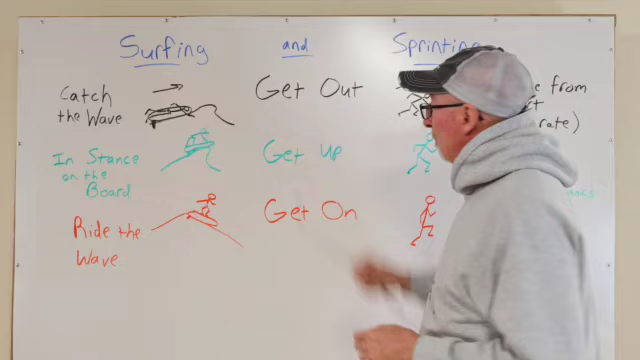 Surfing and Sprinting
Catch
the Wave
Get Out
from
rate)
In Stance
on the
Board
Get Up
Ride the
Wave
Get On